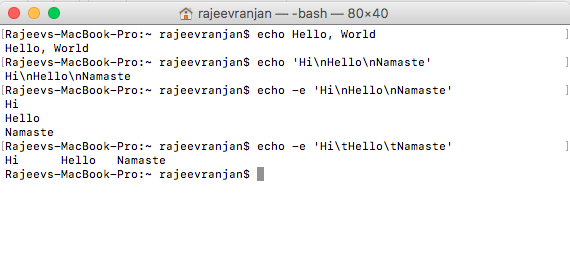 rajeevranjan — -bash — 80×40
[Rajeevs-MacBook-Pro:~ rajeevranjan$ echo Hello, World ]
Hello, World
[Rajeevs-MacBook-Pro:~ rajeevranjan$ echo 'Hi\nHello\nNamaste' ]
Hi\nHello\nNamaste
[Rajeevs-MacBook-Pro:~ rajeevranjan$ echo -e 'Hi\nHello\nNamaste' ]
Hi
Hello
Namaste
[Rajeevs-MacBook-Pro:~ rajeevranjan$ echo -e 'Hi\tHello\tNamaste' ]
Hi      Hello   Namaste
Rajeevs-MacBook-Pro:~ rajeevranjan$